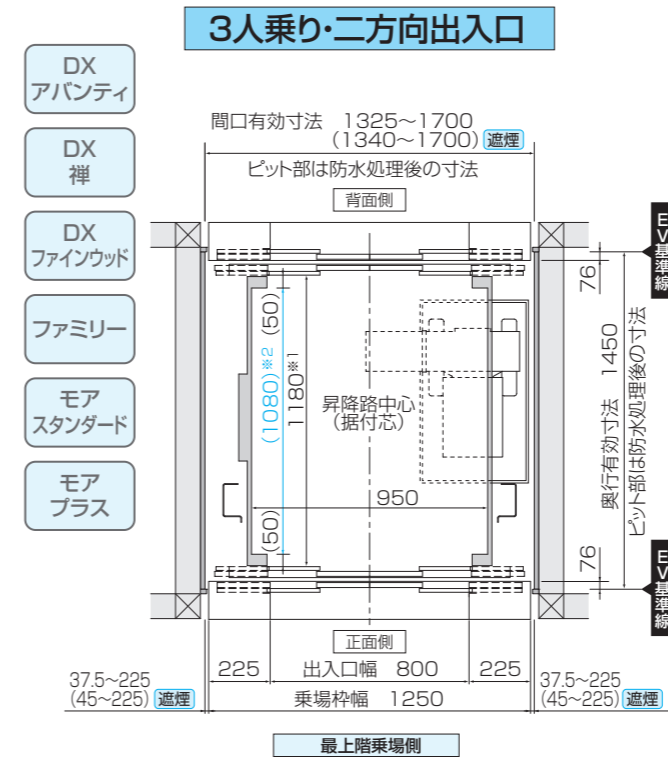 3人乗り・二方向出入口
DX
アバンティ
DX
禅
DX
ファインウッド
ファミリー
モア
スタンダード
モア
プラス
間口有効寸法 1325～1700
(1340～1700) 遮煙
ピット部は防水処理後の寸法
背面側
EV基準線
76
(50)
(1080)※2
1180※1
昇降路中心
(据付芯)
奥行有効寸法 1450
ピット部は防水処理後の寸法
950
(50)
76
EV基準線
正面側
225 出入口幅 800 225
37.5～225
(45～225) 遮煙
乗場枠幅 1250
37.5～225
(45～225) 遮煙
最上階乗場側